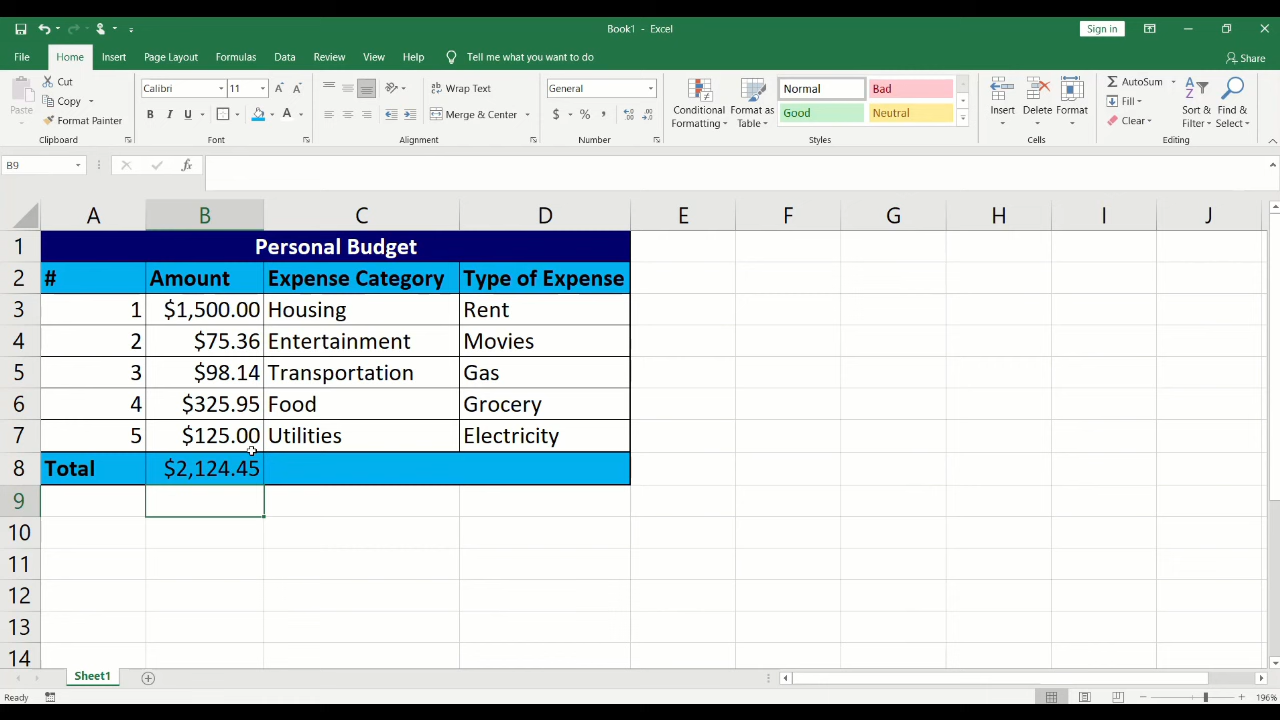 Book1 - Excel
Sign in
File Home Insert Page Layout Formulas Data Review View Help Tell me what you want to do Share
Paste
Cut
Copy
Format Painter
Clipboard
Calibri 11
B I U
Font
Wrap Text
Merge & Center
Alignment
General
$ % ,
Number
Conditional Formatting
Format as Table
Normal Bad
Good Neutral
Styles
Insert Delete Format
Cells
AutoSum
Fill
Clear
Sort & Filter
Find & Select
Editing
B9 fx
A B C D E F G H I J
1 Personal Budget
2 # Amount Expense Category Type of Expense
3 1 $1,500.00 Housing Rent
4 2 $75.36 Entertainment Movies
5 3 $98.14 Transportation Gas
6 4 $325.95 Food Grocery
7 5 $125.00 Utilities Electricity
8 Total $2,124.45
9
10
11
12
13
14
Sheet1
Ready 196%